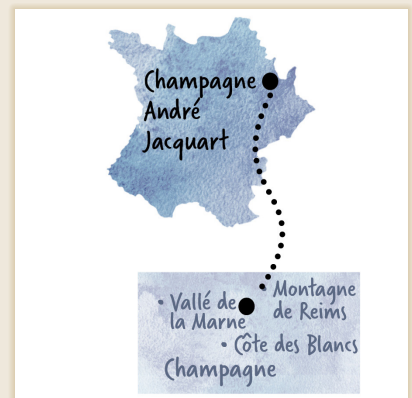 Champagne
André
Jacquart
• Vallé de
la Marne
• Montagne
de Reims
• Côte des Blancs
Champagne